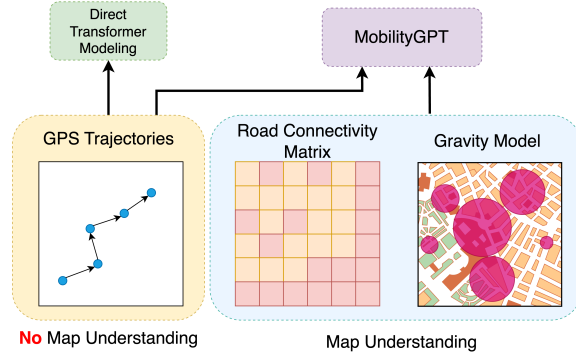 Direct
Transformer
Modeling
MobilityGPT
GPS Trajectories
Road Connectivity
Matrix
Gravity Model
No Map Understanding
Map Understanding